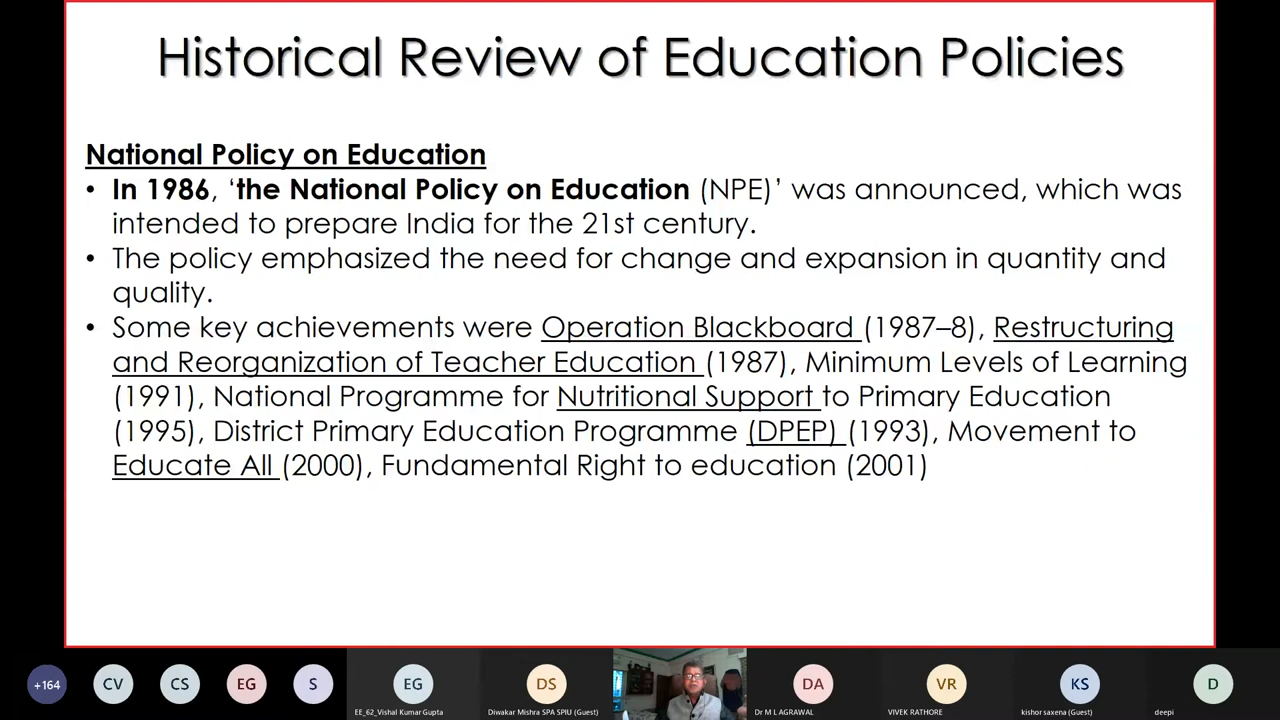 Historical Review of Education Policies
National Policy on Education
• In 1986, ‘the National Policy on Education (NPE)’ was announced, which was
intended to prepare India for the 21st century.
• The policy emphasized the need for change and expansion in quantity and
quality.
• Some key achievements were Operation Blackboard (1987–8), Restructuring
and Reorganization of Teacher Education (1987), Minimum Levels of Learning
(1991), National Programme for Nutritional Support to Primary Education
(1995), District Primary Education Programme (DPEP) (1993), Movement to
Educate All (2000), Fundamental Right to education (2001)
+164 CV CS EG S EG DS DA VR KS D
EE_62_Vishal Kumar Gupta Diwakar Mishra SPA SPIU (Guest) Dr M L AGRAWAL VIVEK RATHORE kishor saxena (Guest) deepi